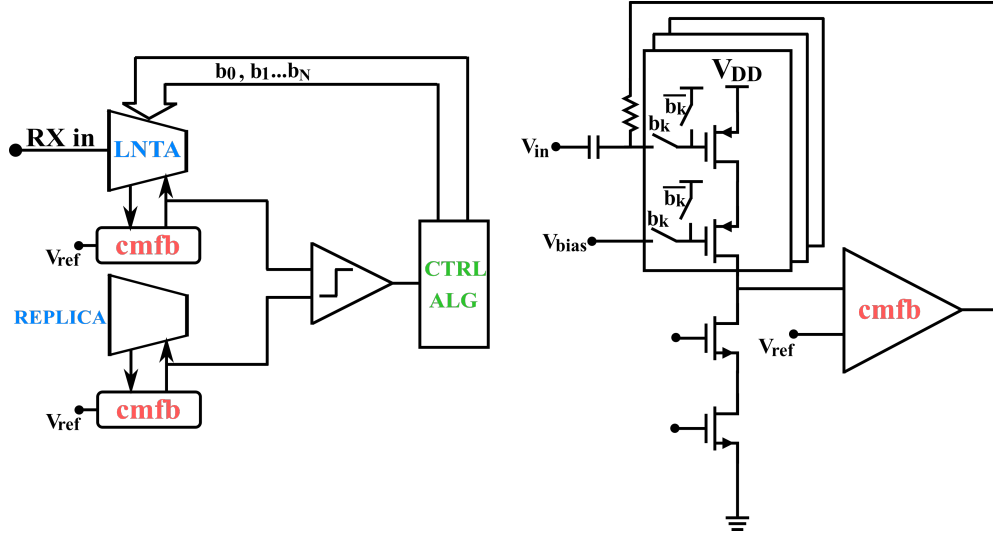 b0, b1...bN
RX in
LNTA
Vref
cmfb
REPLICA
Vref
cmfb
CTRL
ALG
VDD
bk
bk
Vin
bk
bk
Vbias
cmfb
Vref